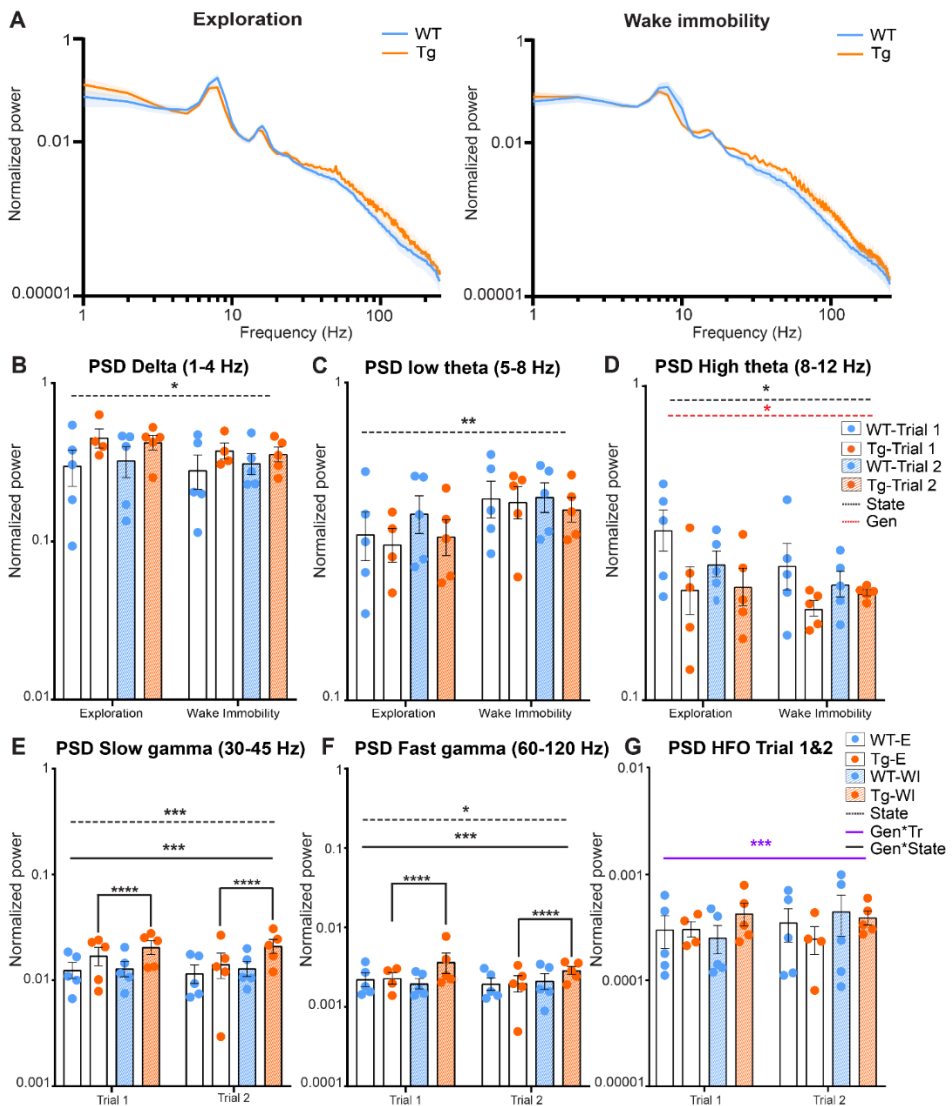 A
Exploration
WT
Tg
Normalized power
1
0.01
0.00001
1
10
100
Frequency (Hz)
Wake immobility
WT
Tg
Normalized power
1
0.01
0.00001
1
10
100
Frequency (Hz)
B
PSD Delta (1-4 Hz)
*
Normalized power
1
0.1
0.01
Exploration
Wake Immobility
C
PSD low theta (5-8 Hz)
**
Normalized power
1
0.1
Exploration
Wake Immobility
D
PSD High theta (8-12 Hz)
*
*
Normalized power
1
0.1
Exploration
Wake Immobility
WT-Trial 1
Tg-Trial 1
WT-Trial 2
Tg-Trial 2
State
Gen
E
PSD Slow gamma (30-45 Hz)
***
***
****
****
Normalized power
1
0.1
0.01
0.001
Trial 1
Trial 2
F
PSD Fast gamma (60-120 Hz)
*
***
****
****
Normalized power
1
0.1
0.01
0.001
0.0001
Trial 1
Trial 2
G
PSD HFO Trial 1&2
***
Normalized power
0.01
0.001
0.0001
0.00001
Trial 1
Trial 2
WT-E
Tg-E
WT-WI
Tg-WI
State
Gen*Tr
Gen*State